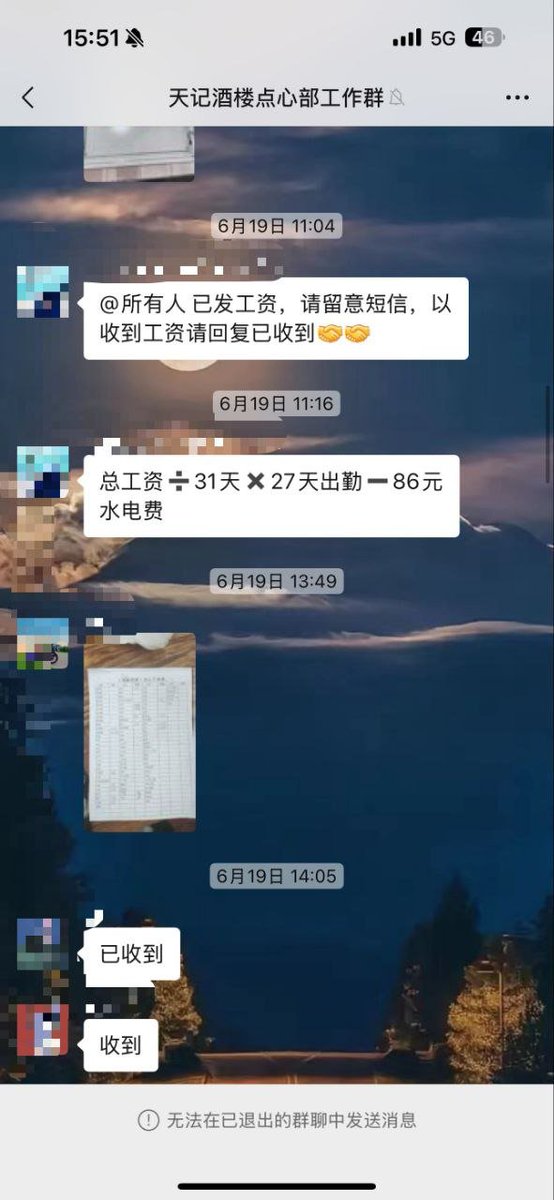 15:51
5G
46
天记酒楼点心部工作群
6月19日 11:04
@所有人 已发工资，请留意短信，以
收到工资请回复已收到🤝🤝
6月19日 11:16
总工资➗31天✖️27天出勤➖86元
水电费
6月19日 13:49
6月19日 14:05
已收到
收到
无法在已退出的群聊中发送消息